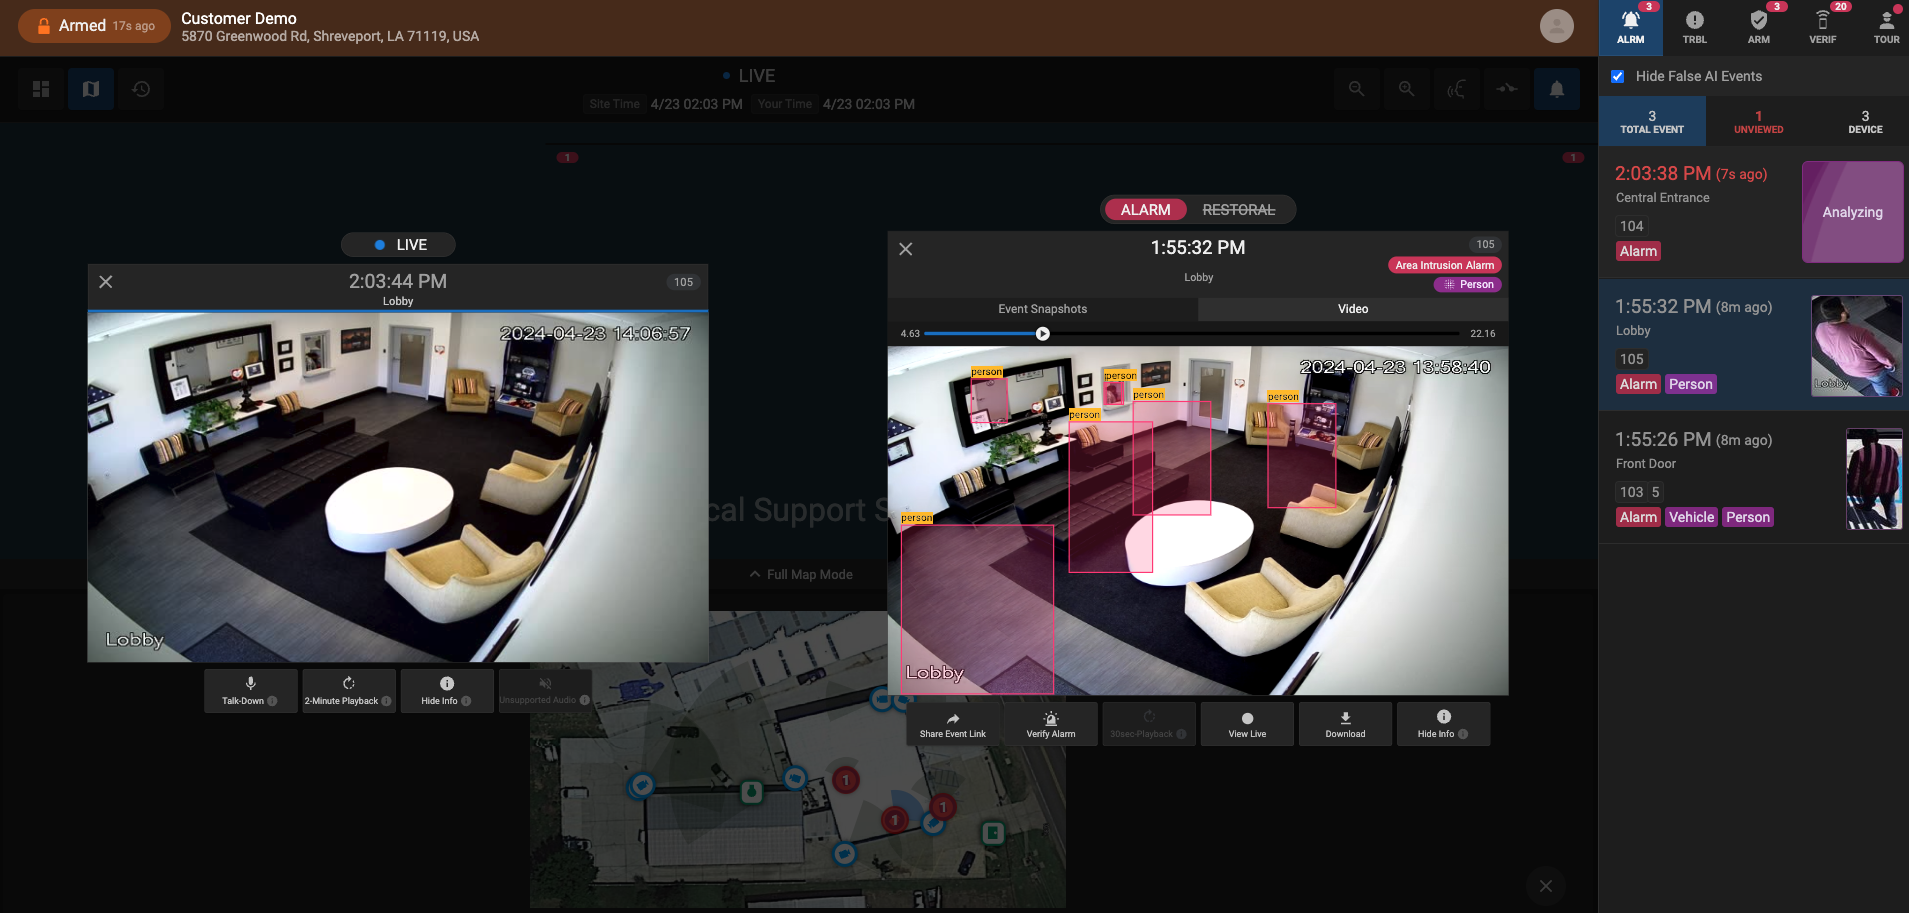 Armed 17s ago
Customer Demo
5870 Greenwood Rd, Shreveport, LA 71119, USA
LIVE
Site Time 4/23 02:03 PM Your Time 4/23 02:03 PM
1
1
LIVE
2:03:44 PM
105
Lobby
2024-04-23 14:06:57
Lobby
Talk-Down
2-Minute Playback
Hide Info
Unsupported Audio
ALARM RESTORAL
1:55:32 PM
105
Area Intrusion Alarm
Lobby
Person
Event Snapshots
Video
4.63
22.16
2024-04-23 13:58:40
person
person
person
person
person
person
Lobby
Share Event Link
Verify Alarm
30sec-Playback
View Live
Download
Hide Info
cal Support S
Full Map Mode
1
1
1
3
3
20
ALRM
TRBL
ARM
VERIF
TOUR
Hide False AI Events
3
TOTAL EVENT
1
UNVIEWED
3
DEVICE
2:03:38 PM (7s ago)
Central Entrance
104
Alarm
Analyzing
1:55:32 PM (8m ago)
Lobby
105
Alarm Person
Lobby
1:55:26 PM (8m ago)
Front Door
103 5
Alarm Vehicle Person